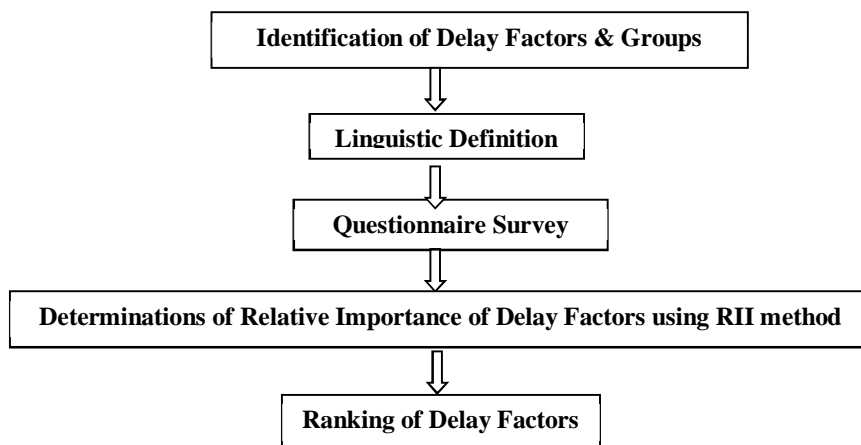 Identification of Delay Factors & Groups
Linguistic Definition
Questionnaire Survey
Determinations of Relative Importance of Delay Factors using RII method
Ranking of Delay Factors